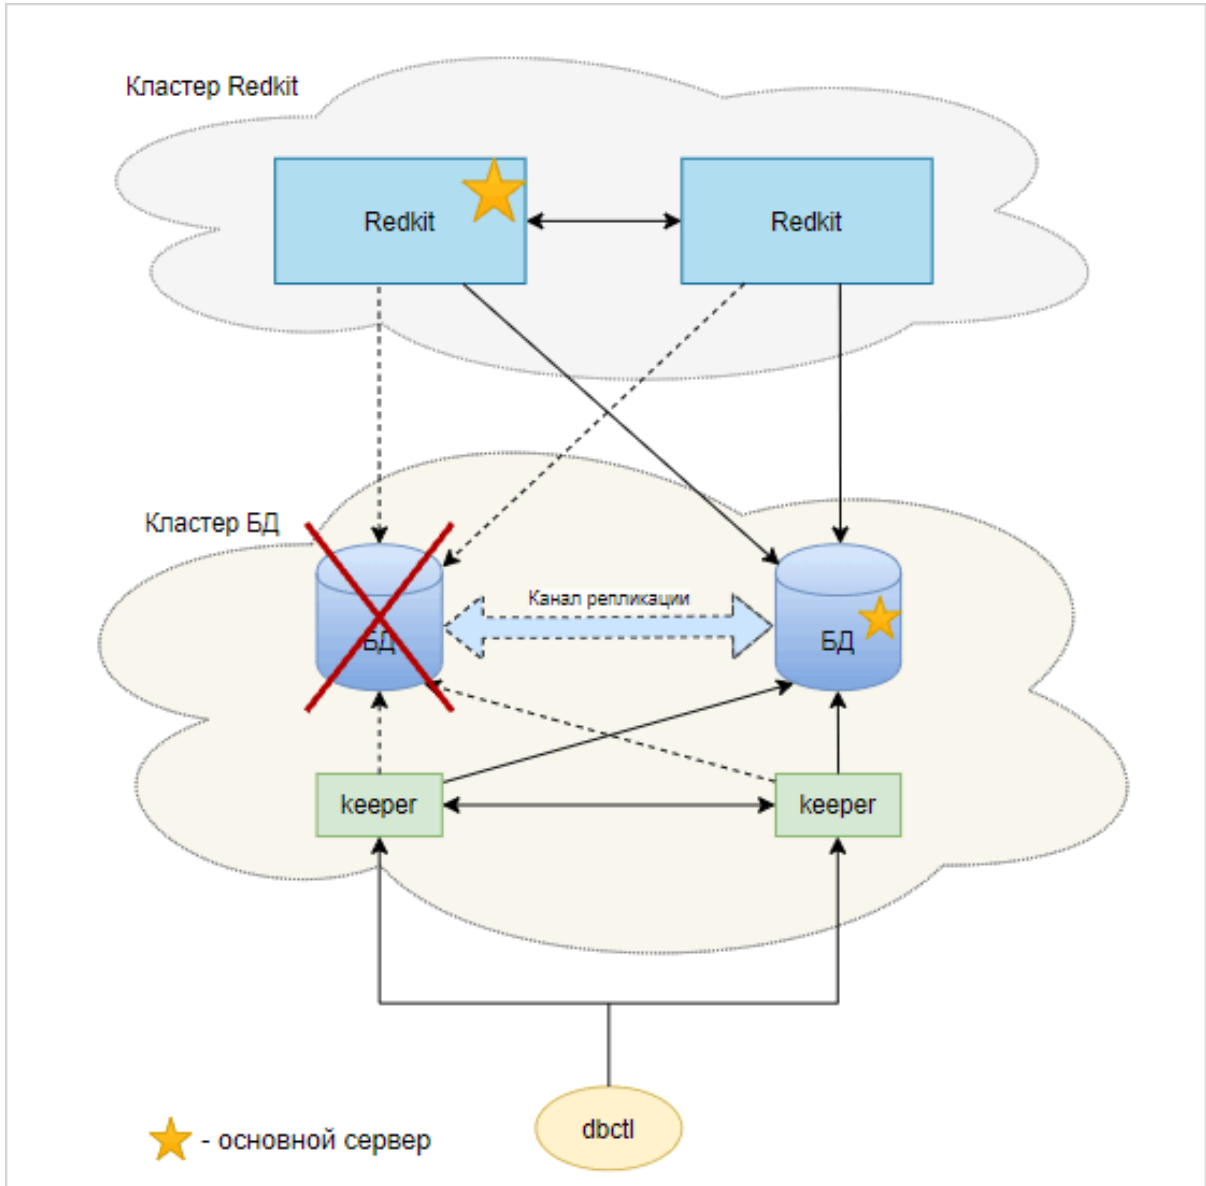 Кластер Redkit
Redkit
Redkit
Кластер БД
Канал репликации
БД
БД
keeper
keeper
dbctl
- основной сервер